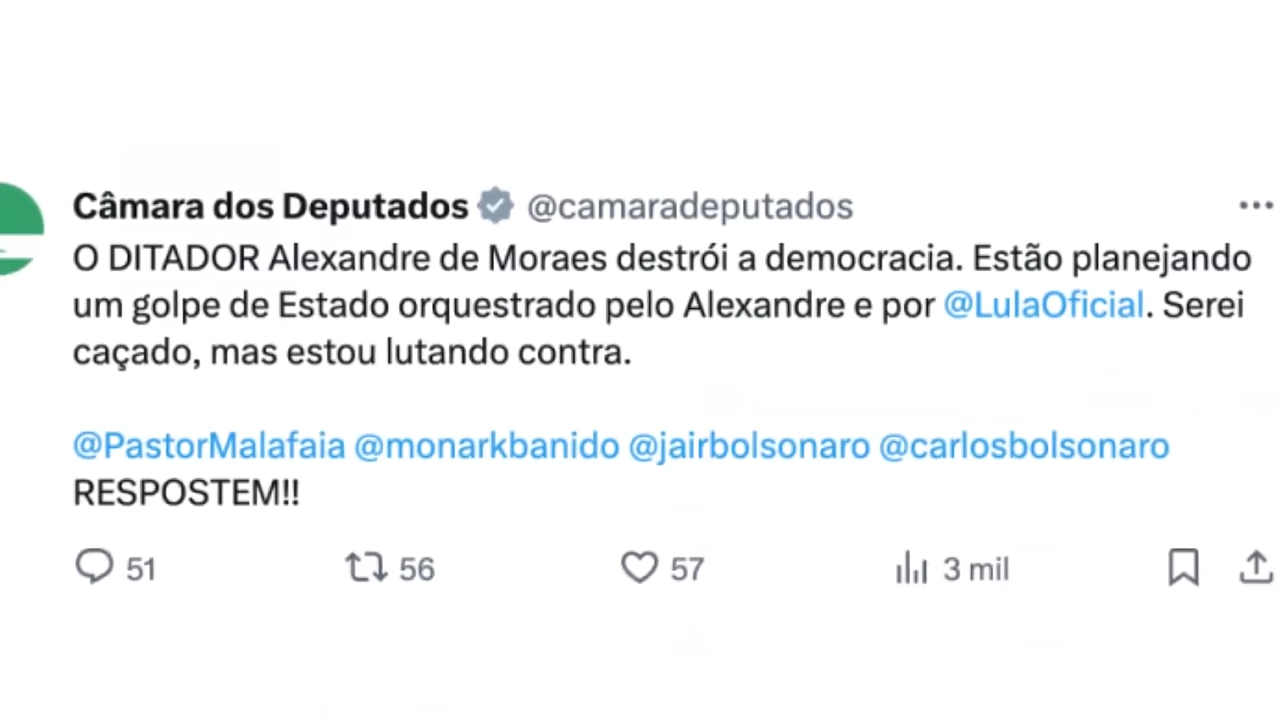 Câmara dos Deputados @camaradeputados
O DITADOR Alexandre de Moraes destrói a democracia. Estão planejando
um golpe de Estado orquestrado pelo Alexandre e por @LulaOficial. Serei
caçado, mas estou lutando contra.
@PastorMalafaia @monarkbanido @jairbolsonaro @carlosbolsonaro
RESPOSTEM!!
51 56 57 3 mil